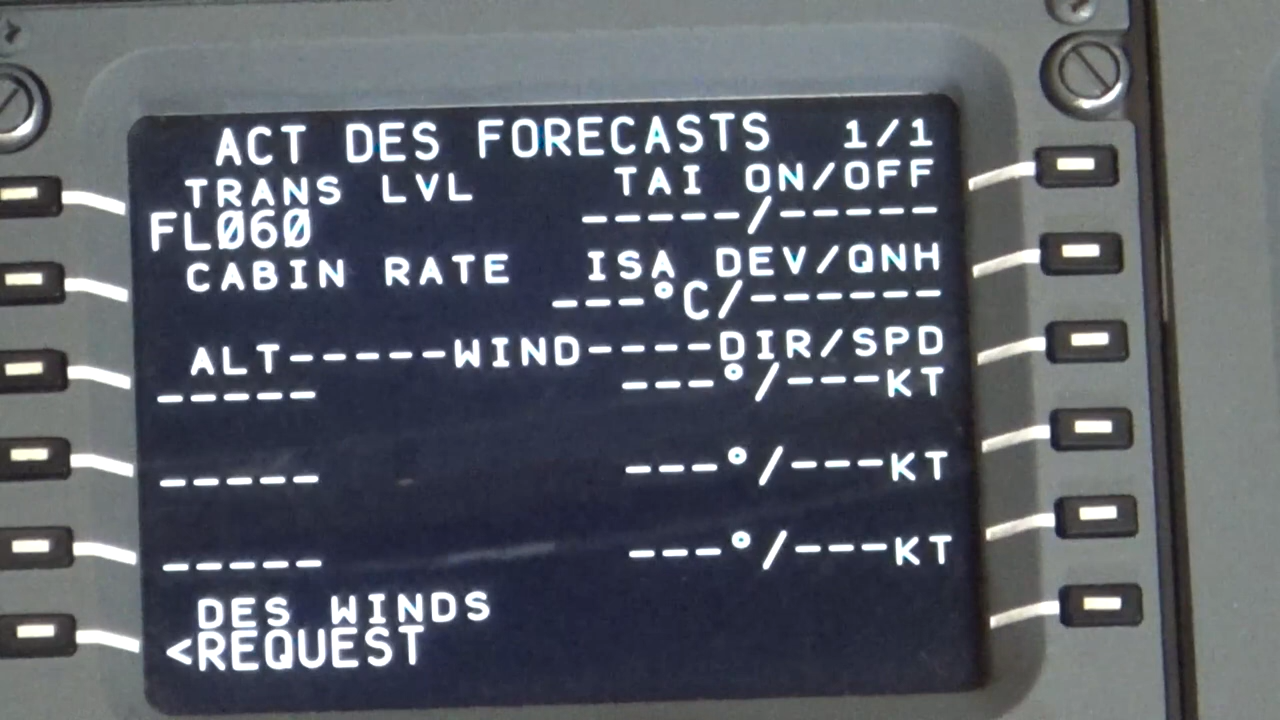 ACT DES FORECASTS 1/1
TRANS LVL TAI ON/OFF
FL060 -----/-----
CABIN RATE ISA DEV/QNH
---°C/------
ALT-----WIND----DIR/SPD
----- ---°/---KT
----- ---°/---KT
----- ---°/---KT
DES WINDS
<REQUEST